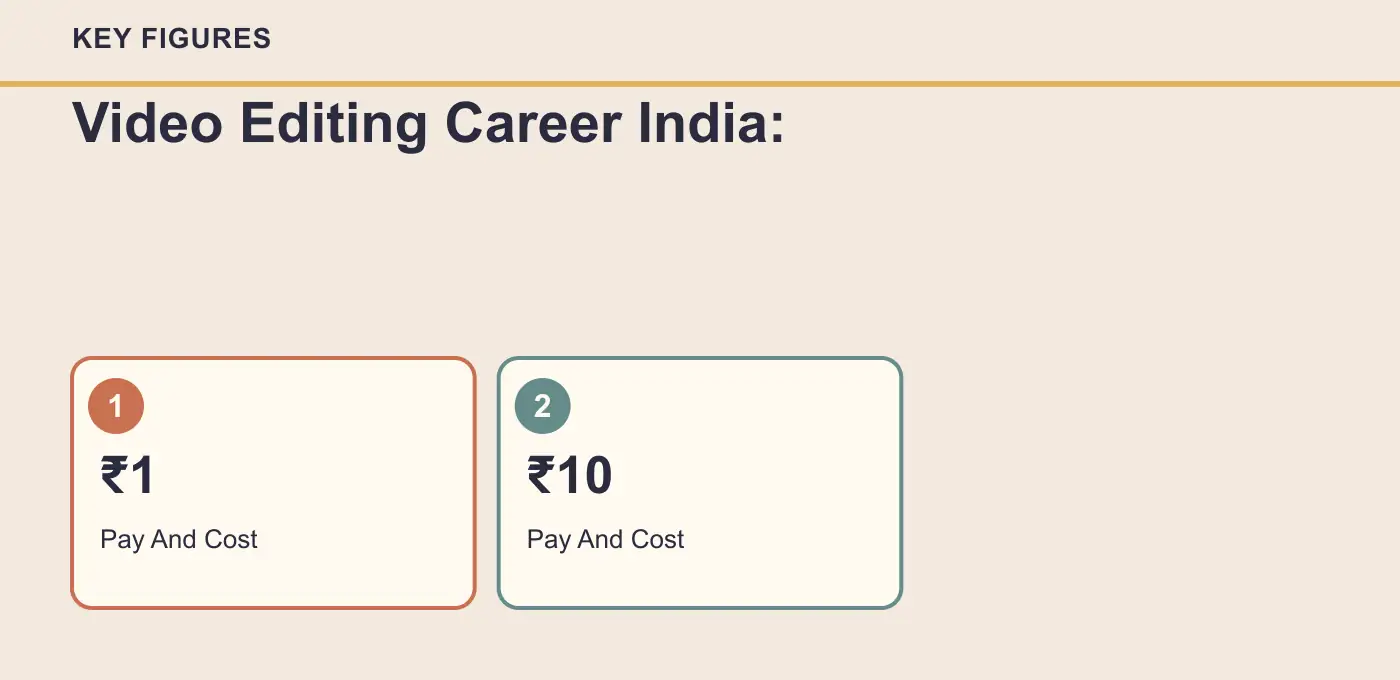 KEY FIGURES
Video Editing Career India:
1
₹1
Pay And Cost
2
₹10
Pay And Cost